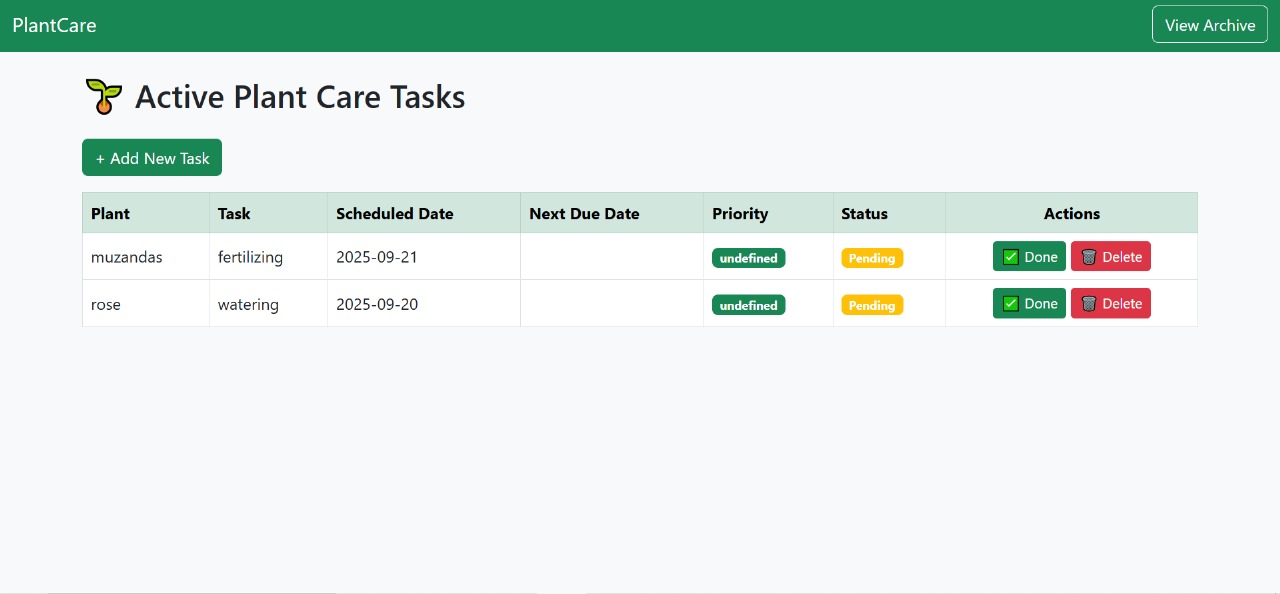 PlantCare View Archive
Active Plant Care Tasks
+ Add New Task
Plant Task Scheduled Date Next Due Date Priority Status Actions
muzandas fertilizing 2025-09-21 undefined Pending Done Delete
rose watering 2025-09-20 undefined Pending Done Delete